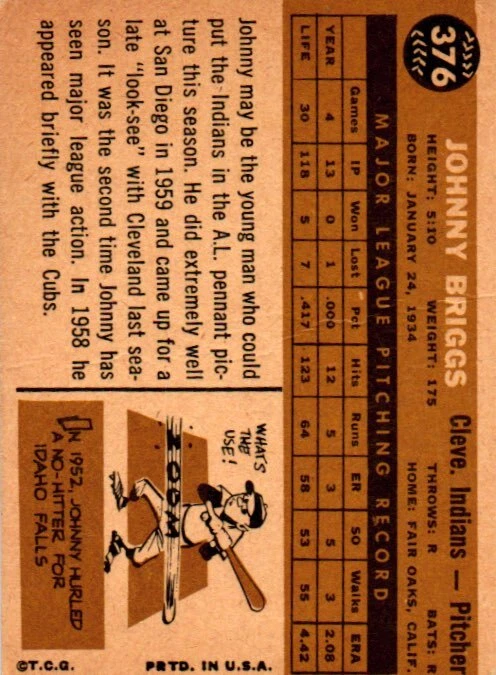 376
JOHNNY BRIGGS Cleve. Indians — Pitcher
HEIGHT: 5:10 WEIGHT: 175 THROWS: R BATS: R
BORN: JANUARY 24, 1934 HOME: FAIR OAKS, CALIF.
MAJOR LEAGUE PITCHING RECORD
Games IP Won Lost Pct Hits Runs ER SO Walks ERA
YEAR 4 13 0 1 .000 12 5 3 5 3 2.08
LIFE 30 118 5 7 .417 123 64 58 53 55 4.42
Johnny may be the young man who could
put the Indians in the A.L. pennant pic-
ture this season. He did extremely well
at San Diego in 1959 and came up for a
late "look-see" with Cleveland last sea-
son. It was the second time Johnny has
seen major league action. In 1958 he
appeared briefly with the Cubs.
WHAT'S
THE
USE!
ZOOM
IN 1952, JOHNNY HURLED
A NO-HITTER FOR
IDAHO FALLS
©T.C.G. PRTD. IN U.S.A.